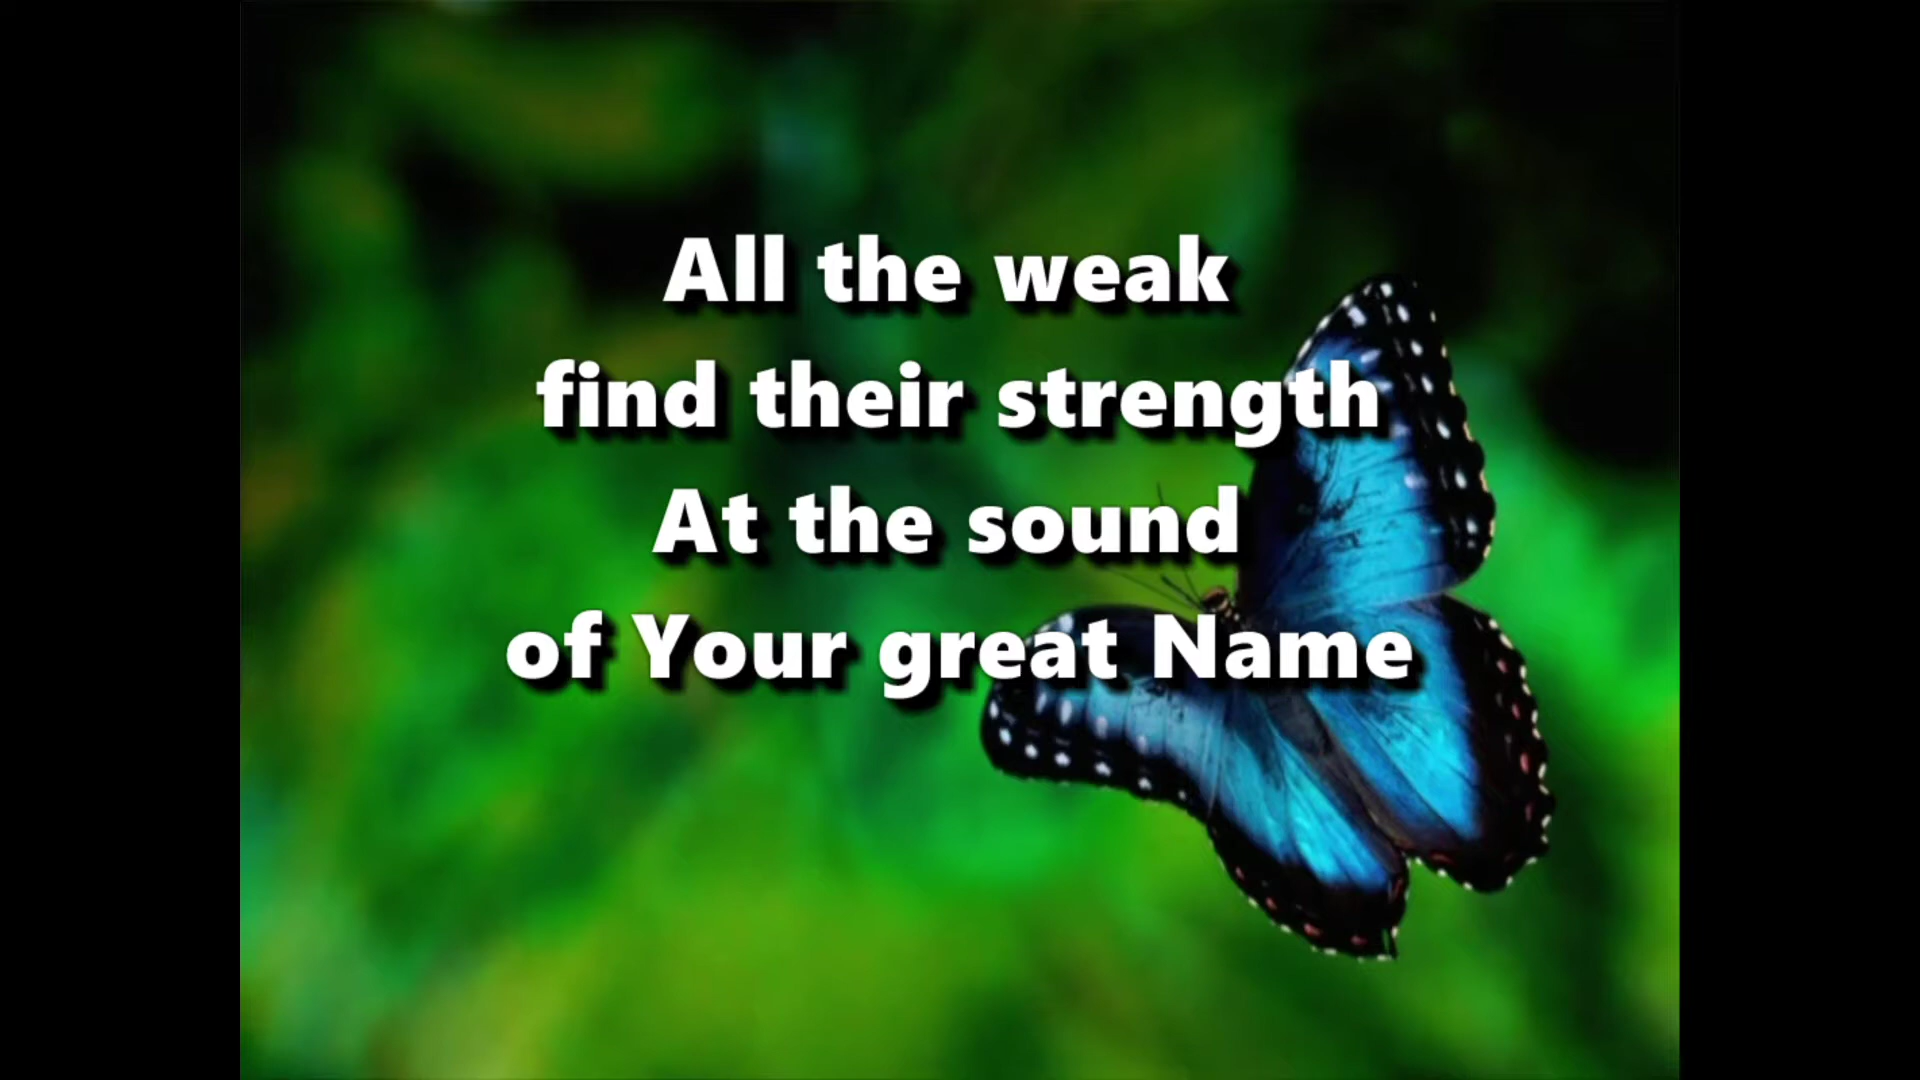 All the weak
find their strength
At the sound
of Your great Name